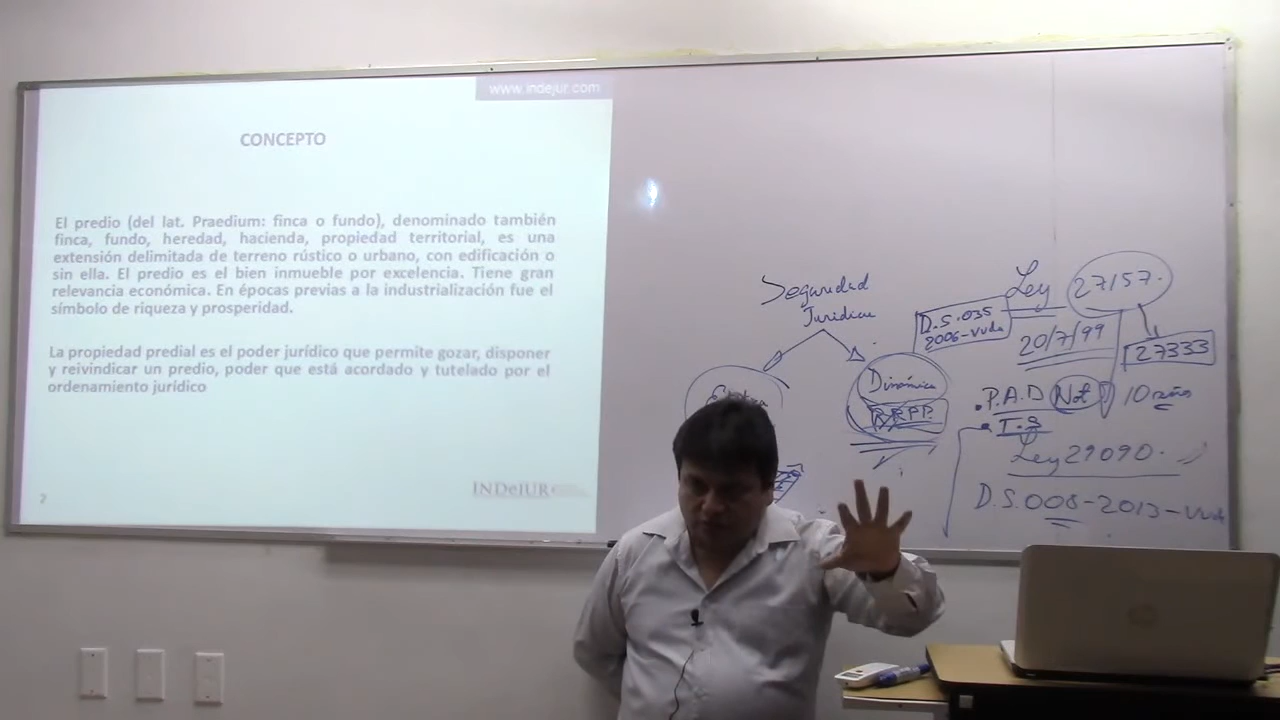 www.indejur.com
CONCEPTO
El predio (del lat. Praedium: finca o fundo), denominado también
finca, fundo, heredad, hacienda, propiedad territorial, es una
extensión delimitada de terreno rústico o urbano, con edificación o
sin ella. El predio es el bien inmueble por excelencia. Tiene gran
relevancia económica. En épocas previas a la industrialización fue el
símbolo de riqueza y prosperidad.
La propiedad predial es el poder jurídico que permite gozar, disponer
y reivindicar un predio, poder que está acordado y tutelado por el
ordenamiento jurídico
2
INDeJUR
Seguridad
Jurídica
Dinámica
RRPP.
D.S.035
2006-Vvda
Ley 27157.
20/7/99
27333
.P.A.D Not 10 años
Ley 29090.
D.S.008-2013-Vvda